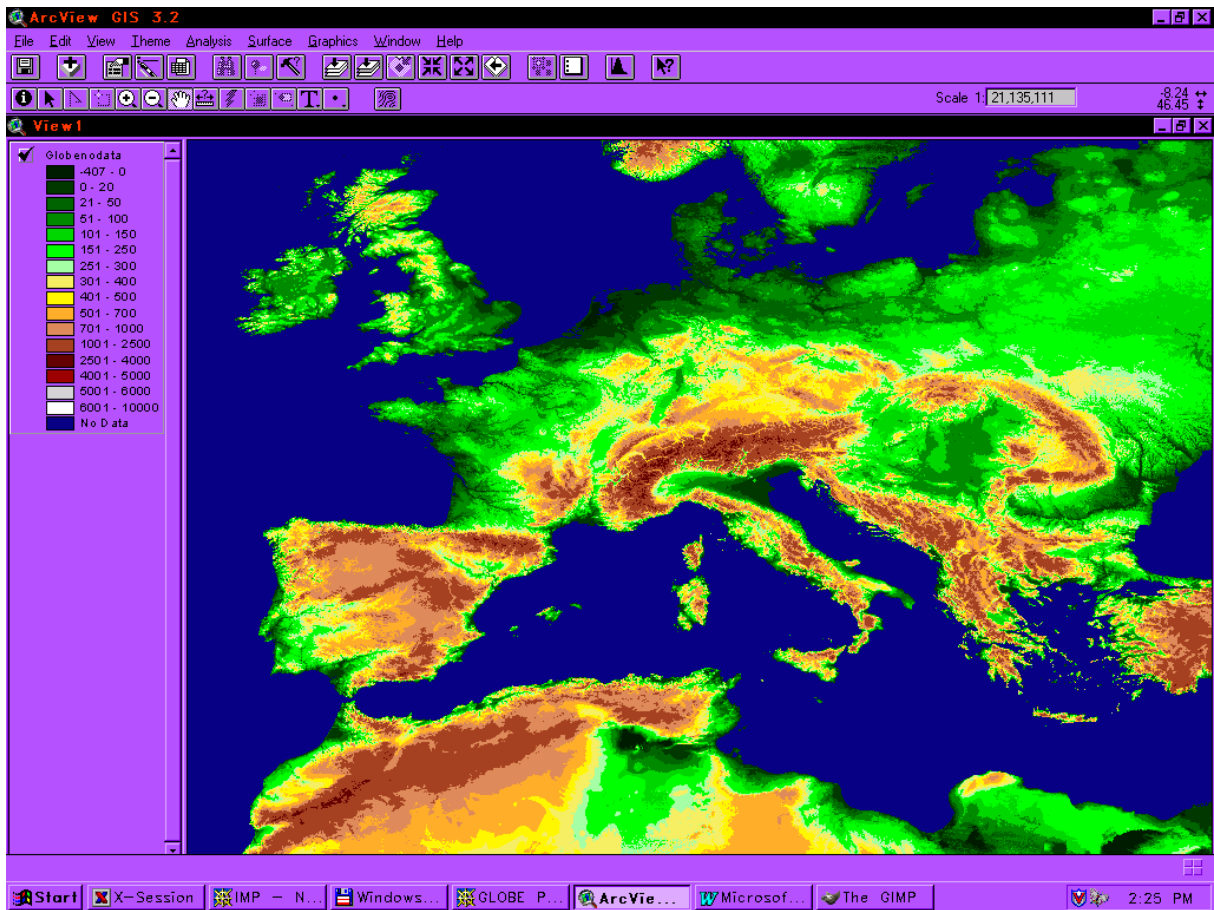 ArcView GIS 3.2
File Edit View Theme Analysis Surface Graphics Window Help
Scale 1: 21,135,111
-8.24
46.45
View1
Globenodata
-407 - 0
0 - 20
21 - 50
51 - 100
101 - 150
151 - 250
251 - 300
301 - 400
401 - 500
501 - 700
701 - 1000
1001 - 2500
2501 - 4000
4001 - 5000
5001 - 6000
6001 - 10000
No Data
Start X-Session IMP - N... Windows... GLOBE P... ArcVie... Microsof... The GIMP 2:25 PM